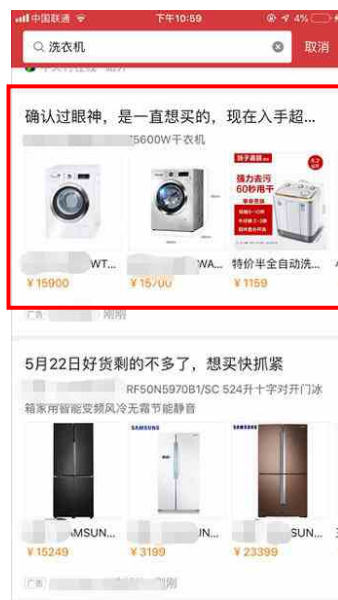 中国联通
下午10:59
4%
洗衣机
取消
确认过眼神，是一直想买的，现在入手超...
5600W干衣机
扬子晶
强力去污
60秒甩干
WT...
WA...
特价半全自动洗...
¥15900
¥15700
¥1159
广告
刚刚
5月22日好货剩的不多了，想买快抓紧
RF50N5970B1/SC 524升十字对开门冰
箱家用智能变频风冷无霜节能静音
SAMSUNG
SAMSUNG
AMSUN...
IN...
SUN...
¥15249
¥3199
¥23399
广告
刚刚